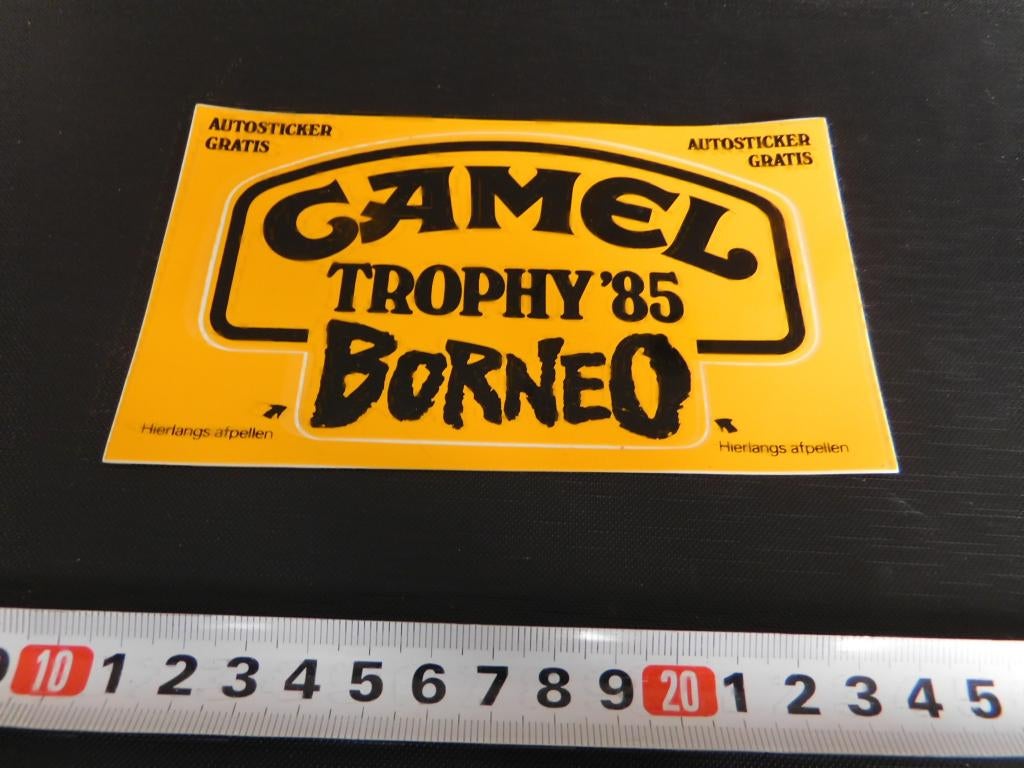 AUTOSTICKER
GRATIS
AUTOSTICKER
GRATIS
CAMEL
TROPHY '85
BORNEO
Hierlangs afpellen
Hierlangs afpellen
9 10 1 2 3 4 5 6 7 8 9 20 1 2 3 4 5